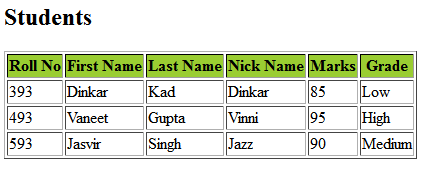 Students
Roll No First Name Last Name Nick Name Marks Grade
393 Dinkar Kad Dinkar 85 Low
493 Vaneet Gupta Vinni 95 High
593 Jasvir Singh Jazz 90 Medium